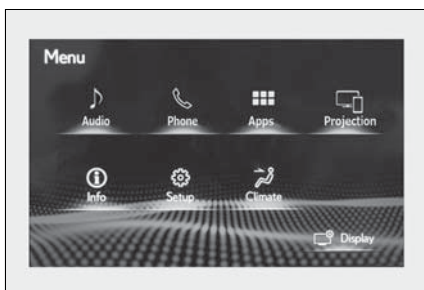 Menu
Audio Phone Apps Projection
Info Setup Climate
Display